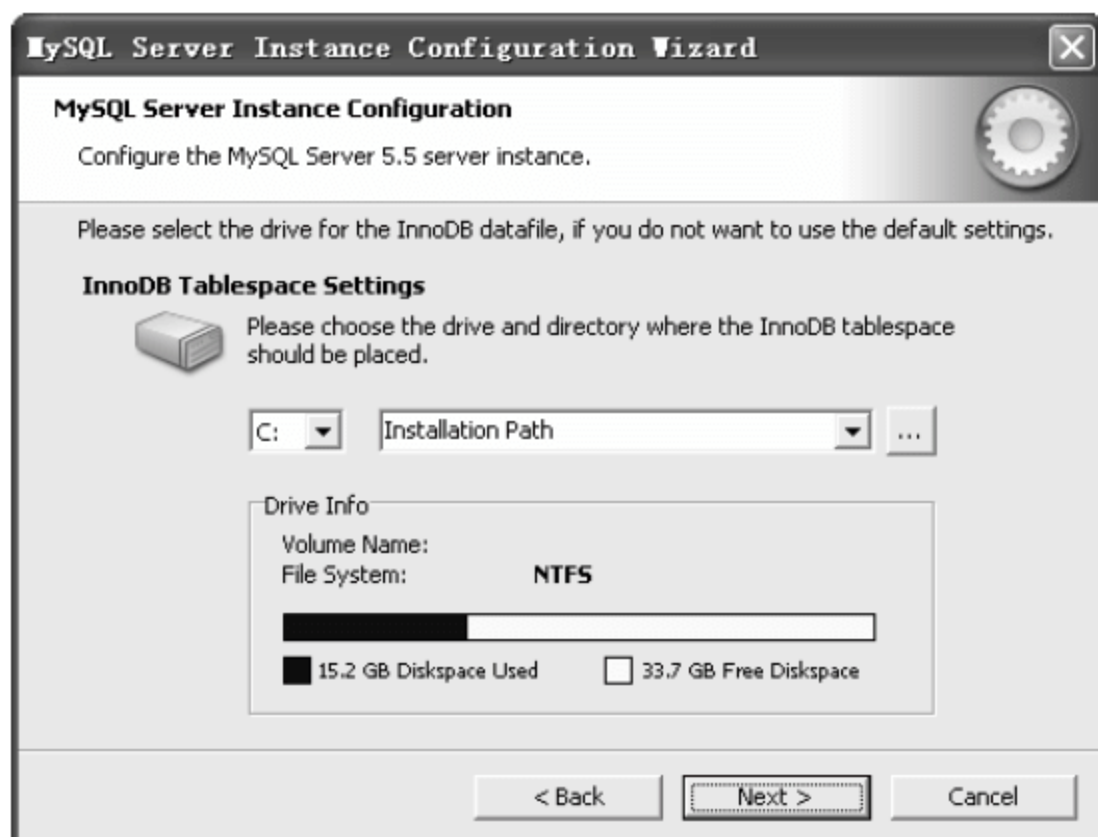 MySQL Server Instance Configuration Wizard
MySQL Server Instance Configuration
Configure the MySQL Server 5.5 server instance.
Please select the drive for the InnoDB datafile, if you do not want to use the default settings.
InnoDB Tablespace Settings
Please choose the drive and directory where the InnoDB tablespace
should be placed.
C: Installation Path ...
Drive Info
Volume Name:
File System: NTFS
15.2 GB Diskspace Used 33.7 GB Free Diskspace
< Back Next > Cancel